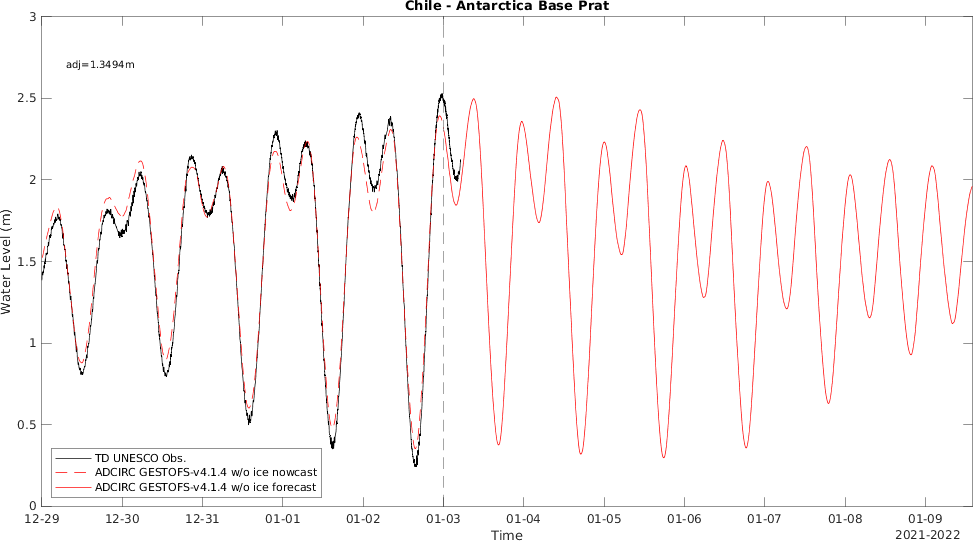 Chile - Antarctica Base Prat
adj=1.3494m
3
2.5
2
1.5
1
0.5
0
Water Level (m)
TD UNESCO Obs.
ADCIRC GESTOFS-v4.1.4 w/o ice nowcast
ADCIRC GESTOFS-v4.1.4 w/o ice forecast
12-29 12-30 12-31 01-01 01-02 01-03 01-04 01-05 01-06 01-07 01-08 01-09
2021-2022
Time